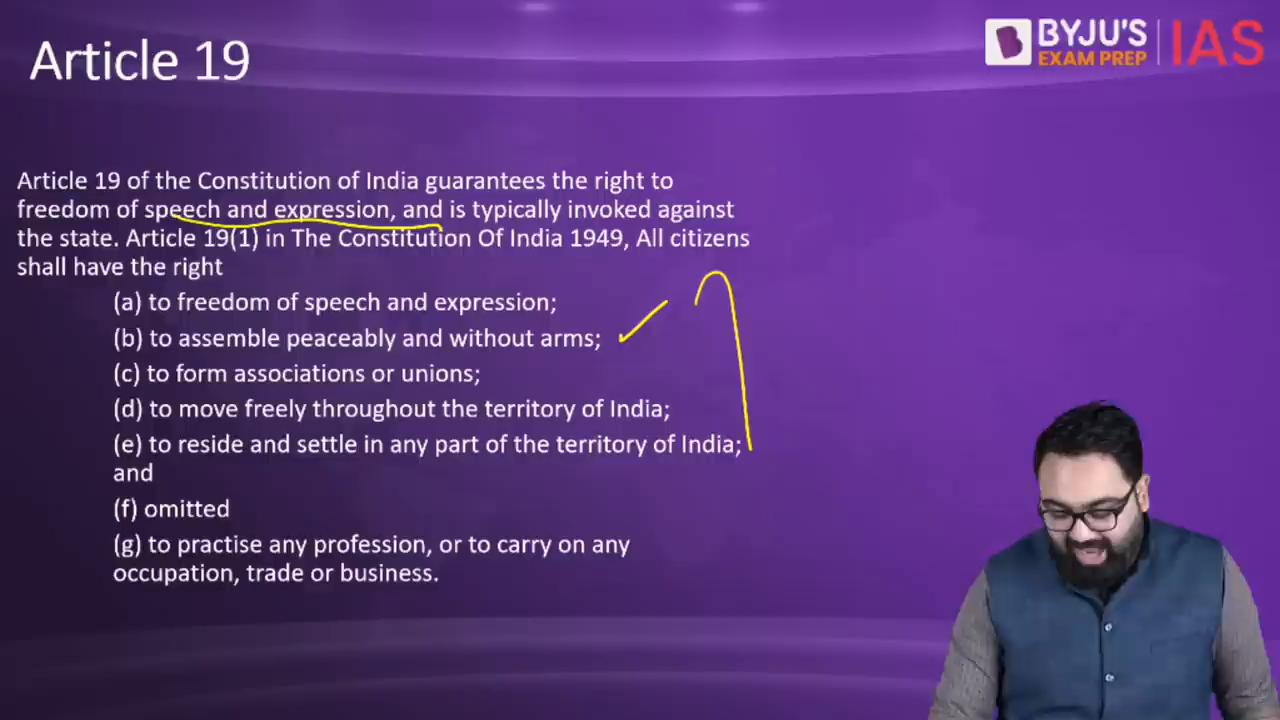 Article 19
BYJU'S
EXAM PREP
IAS
Article 19 of the Constitution of India guarantees the right to
freedom of speech and expression, and is typically invoked against
the state. Article 19(1) in The Constitution Of India 1949, All citizens
shall have the right
(a) to freedom of speech and expression;
(b) to assemble peaceably and without arms;
(c) to form associations or unions;
(d) to move freely throughout the territory of India;
(e) to reside and settle in any part of the territory of India;
and
(f) omitted
(g) to practise any profession, or to carry on any
occupation, trade or business.